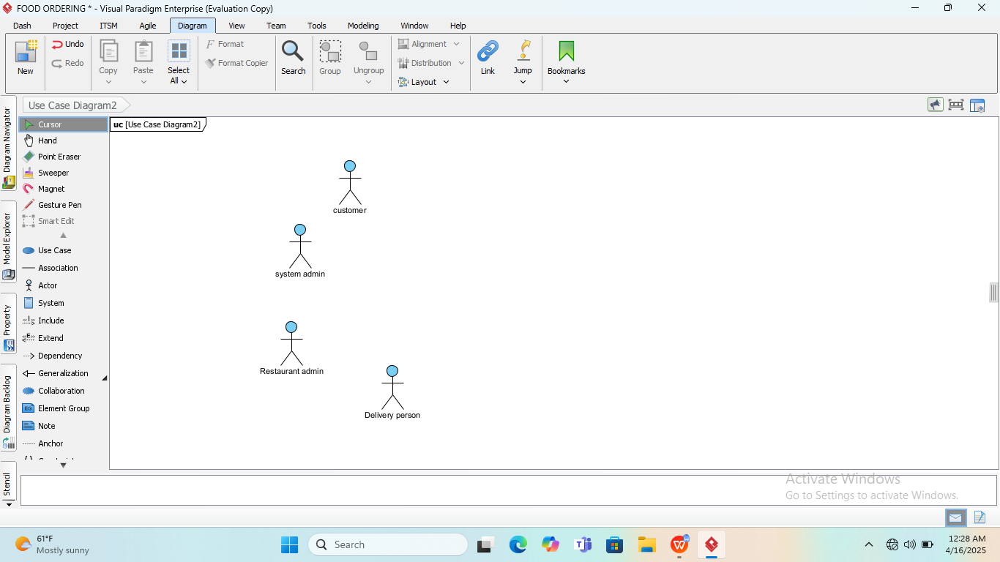 FOOD ORDERING * - Visual Paradigm Enterprise (Evaluation Copy)
Dash Project ITSM Agile Diagram View Team Tools Modeling Window Help
New
Undo
Redo
Copy
Paste
Select
All
Format
Format Copier
Search
Group
Ungroup
Alignment
Distribution
Layout
Link
Jump
Bookmarks
Use Case Diagram2
Diagram Navigator
Model Explorer
Property
Diagram Backlog
Stencil
Cursor
Hand
Point Eraser
Sweeper
Magnet
Gesture Pen
Smart Edit
Use Case
Association
Actor
System
Include
Extend
Dependency
Generalization
Collaboration
EG Element Group
Note
Anchor
uc [Use Case Diagram2]
customer
system admin
Restaurant admin
Delivery person
Activate Windows
Go to Settings to activate Windows.
61°F
Mostly sunny
Search
12:28 AM
4/16/2025